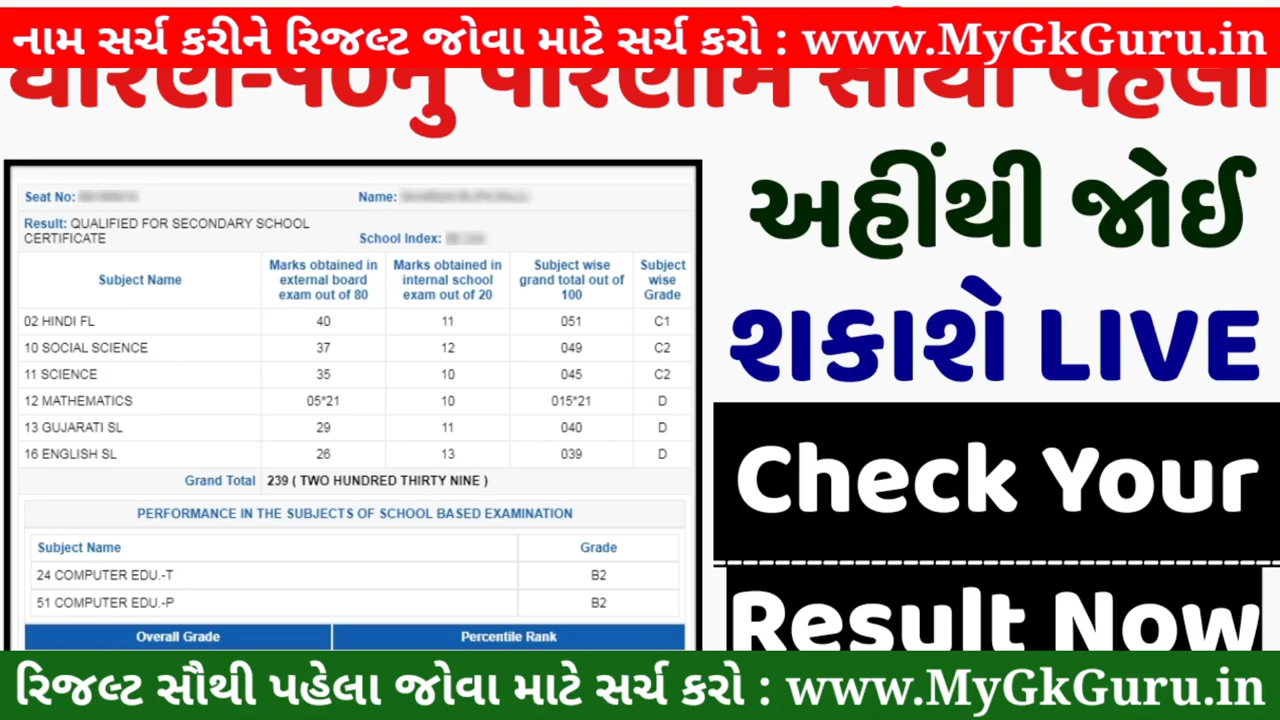 નામ સર્ચ કરીને રિજલ્ટ જોવા માટે સર્ચ કરો : www.MyGkGuru.in
ધોરણ-૧૦નું પરિણામ સૌથી પહેલા
અહીંથી જોઈ
શકાશે LIVE
Check Your
Result Now
Seat No:
Name:
Result: QUALIFIED FOR SECONDARY SCHOOL
CERTIFICATE
School Index:
Subject Name
Marks obtained in external board exam out of 80
Marks obtained in internal school exam out of 20
Subject wise grand total out of 100
Subject wise Grade
02 HINDI FL 40 11 051 C1
10 SOCIAL SCIENCE 37 12 049 C2
11 SCIENCE 35 10 045 C2
12 MATHEMATICS 05*21 10 015*21 D
13 GUJARATI SL 29 11 040 D
16 ENGLISH SL 26 13 039 D
Grand Total 239 ( TWO HUNDRED THIRTY NINE )
PERFORMANCE IN THE SUBJECTS OF SCHOOL BASED EXAMINATION
Subject Name Grade
24 COMPUTER EDU.-T B2
51 COMPUTER EDU.-P B2
Overall Grade Percentile Rank
રિજલ્ટ સૌથી પહેલા જોવા માટે સર્ચ કરો : www.MyGkGuru.in